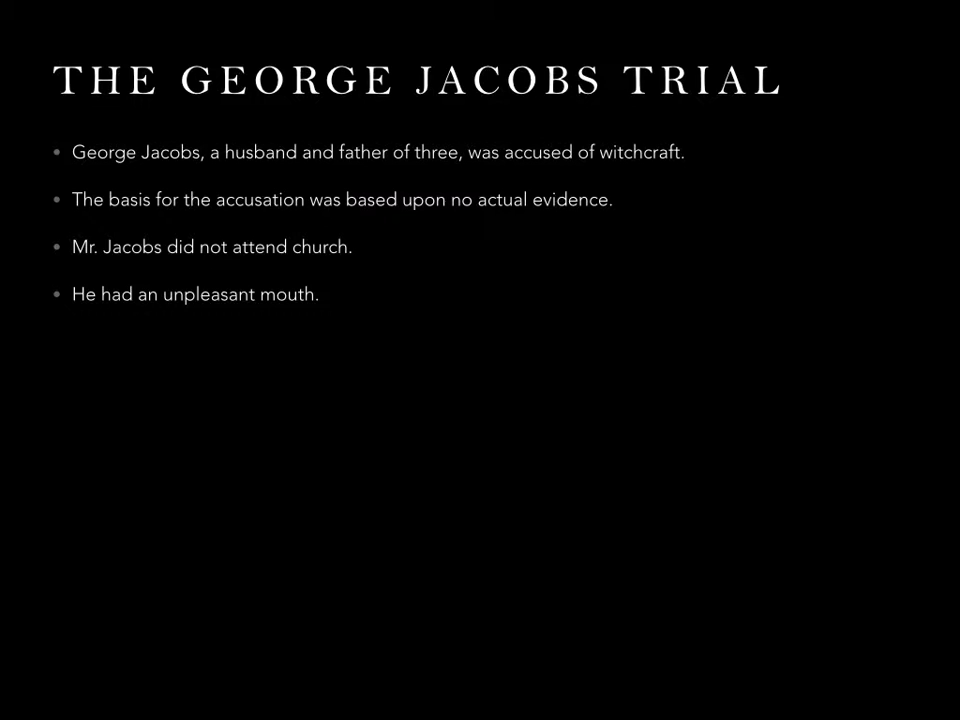 THE GEORGE JACOBS TRIAL
• George Jacobs, a husband and father of three, was accused of witchcraft.
• The basis for the accusation was based upon no actual evidence.
• Mr. Jacobs did not attend church.
• He had an unpleasant mouth.